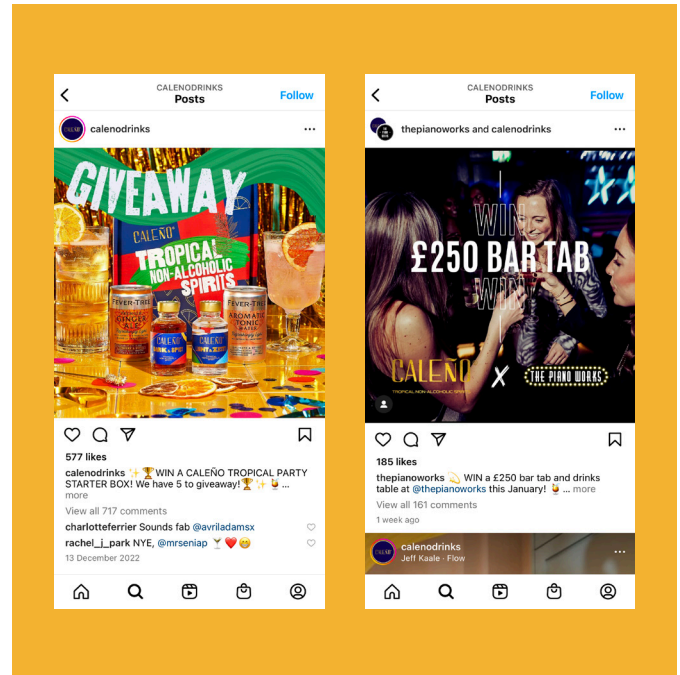 CALENODRINKS
Posts
Follow
calenodrinks
GIVEAWAY
CALEÑO
TROPICAL
NON-ALCOHOLIC
SPIRITS
FEVER-TREE
GINGER
FEVER-TREE
AROMATIC
TONIC
WATER
CALEÑO
DARK & SPICY
CALEÑO
LIGHT & ZESTY
577 likes
calenodrinks ✨🏆WIN A CALEÑO TROPICAL PARTY
STARTER BOX! We have 5 to giveaway!🏆✨🍹...
more
View all 717 comments
charlotteferrier Sounds fab @avriladamsx
rachel_j_park NYE, @mrseniap 🍸❤️😁
13 December 2022
CALENODRINKS
Posts
Follow
thepianoworks and calenodrinks
WIN
£250 BAR TAB
WIN
CALEÑO
TROPICAL NON-ALCOHOLIC SPIRITS
X
THE PIANO WORKS
185 likes
thepianoworks 💫 WIN a £250 bar tab and drinks
table at @thepianoworks this January! 🍹... more
View all 161 comments
1 week ago
calenodrinks
Jeff Kaale · Flow